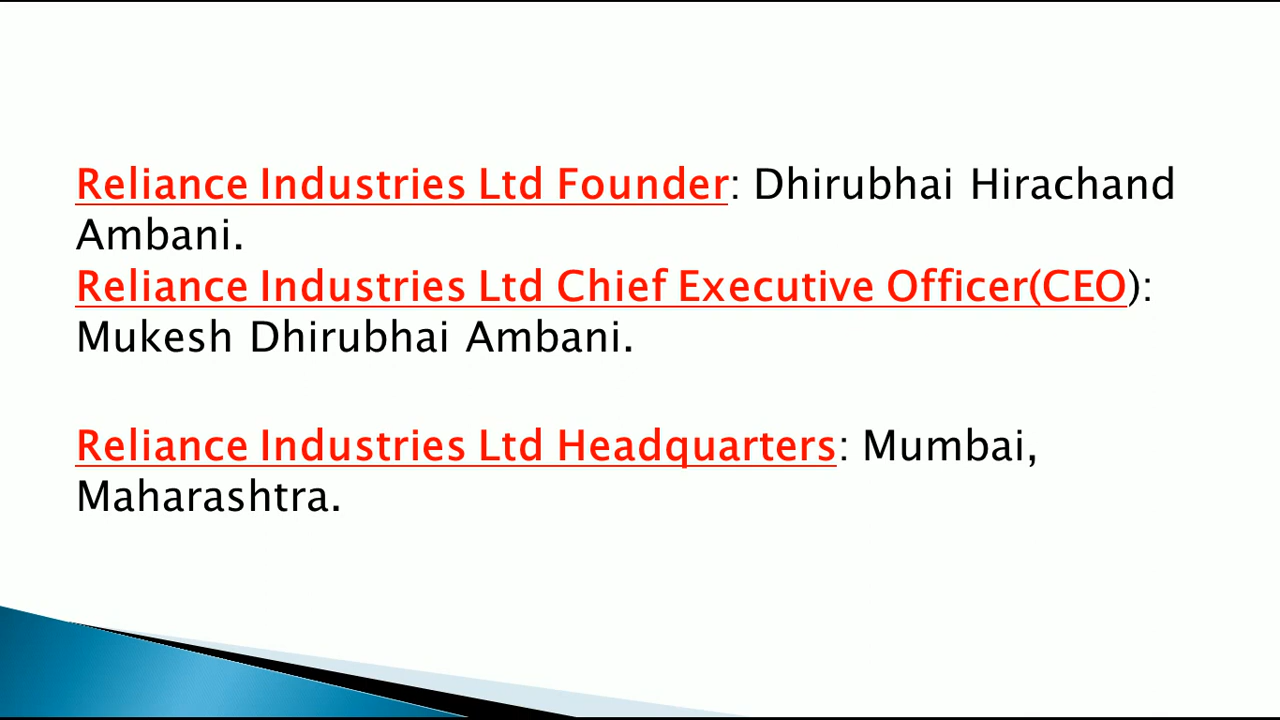 Reliance Industries Ltd Founder: Dhirubhai Hirachand
Ambani.
Reliance Industries Ltd Chief Executive Officer(CEO):
Mukesh Dhirubhai Ambani.
Reliance Industries Ltd Headquarters: Mumbai,
Maharashtra.